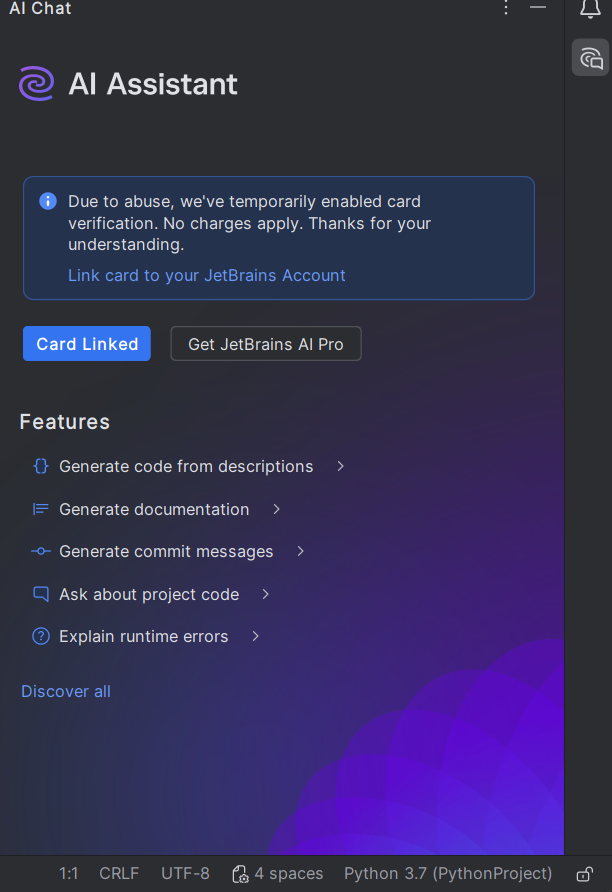 AI Chat
AI Assistant
Due to abuse, we've temporarily enabled card
verification. No charges apply. Thanks for your
understanding.
Link card to your JetBrains Account
Card Linked
Get JetBrains AI Pro
Features
Generate code from descriptions
Generate documentation
Generate commit messages
Ask about project code
Explain runtime errors
Discover all
1:1 CRLF UTF-8 4 spaces Python 3.7 (PythonProject)